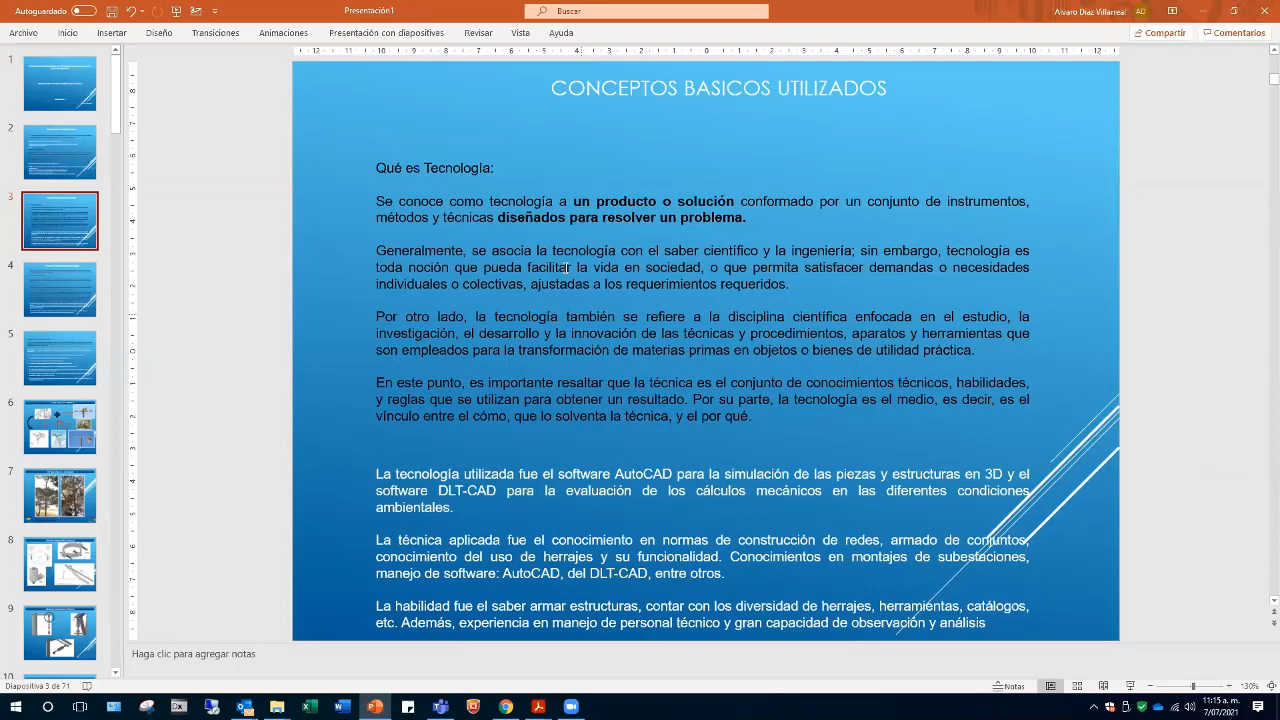 Autoguardado
Buscar
Alvaro Diaz Villamil
AD
Archivo Inicio Insertar Diseño Transiciones Animaciones Presentación con diapositivas Revisar Vista Ayuda Compartir Comentarios
CONCEPTOS BASICOS UTILIZADOS
Qué es Tecnología:
Se conoce como tecnología a un producto o solución conformado por un conjunto de instrumentos,
métodos y técnicas diseñados para resolver un problema.
Generalmente, se asocia la tecnología con el saber científico y la ingeniería; sin embargo, tecnología es
toda noción que pueda facilitar la vida en sociedad, o que permita satisfacer demandas o necesidades
individuales o colectivas, ajustadas a los requerimientos requeridos.
Por otro lado, la tecnología también se refiere a la disciplina científica enfocada en el estudio, la
investigación, el desarrollo y la innovación de las técnicas y procedimientos, aparatos y herramientas que
son empleados para la transformación de materias primas en objetos o bienes de utilidad práctica.
En este punto, es importante resaltar que la técnica es el conjunto de conocimientos técnicos, habilidades,
y reglas que se utilizan para obtener un resultado. Por su parte, la tecnología es el medio, es decir, es el
vínculo entre el cómo, que lo solventa la técnica, y el por qué.
La tecnología utilizada fue el software AutoCAD para la simulación de las piezas y estructuras en 3D y el
software DLT-CAD para la evaluación de los cálculos mecánicos en las diferentes condiciones
ambientales.
La técnica aplicada fue el conocimiento en normas de construcción de redes, armado de conjuntos,
conocimiento del uso de herrajes y su funcionalidad. Conocimientos en montajes de subestaciones,
manejo de software: AutoCAD, del DLT-CAD, entre otros.
La habilidad fue el saber armar estructuras, contar con los diversidad de herrajes, herramientas, catálogos,
etc. Además, experiencia en manejo de personal técnico y gran capacidad de observación y análisis
1
2
3
7
8
9
10
Haga clic para agregar notas
Diapositiva 3 de 71
Notas
130%
11:15 a. m.
7/07/2021